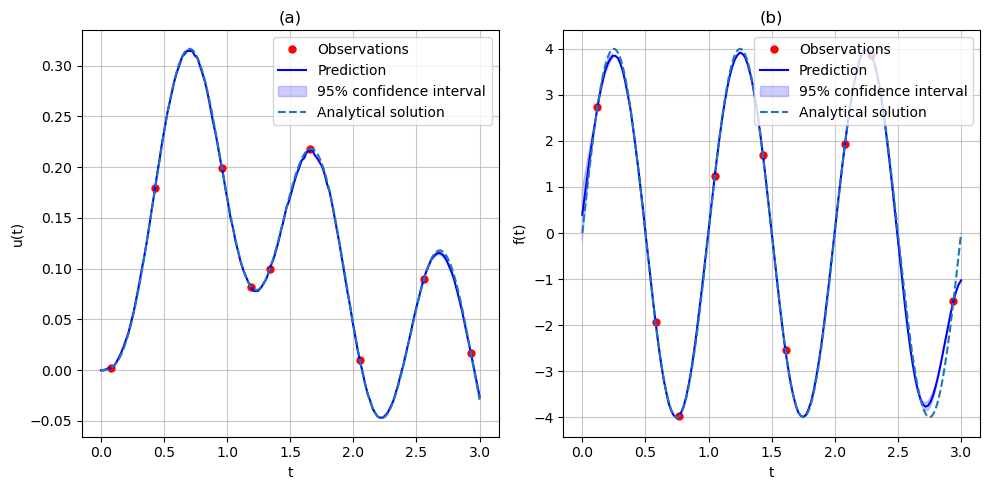 (a)
u(t)
0.30
0.25
0.20
0.15
0.10
0.05
0.00
−0.05
Observations
Prediction
95% confidence interval
Analytical solution
0.0 0.5 1.0 1.5 2.0 2.5 3.0
t
(b)
f(t)
4
3
2
1
0
−1
−2
−3
−4
Observations
Prediction
95% confidence interval
Analytical solution
0.0 0.5 1.0 1.5 2.0 2.5 3.0
t